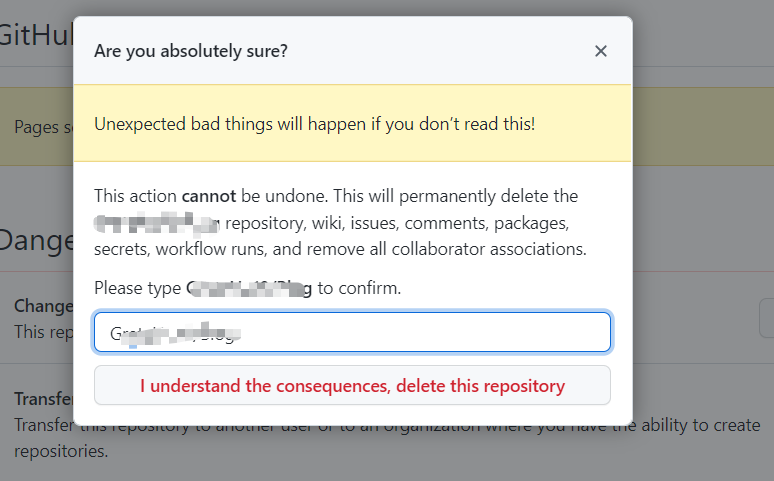 GitHu
Are you absolutely sure?
Pages s
Unexpected bad things will happen if you don’t read this!
This action cannot be undone. This will permanently delete the
repository, wiki, issues, comments, packages,
secrets, workflow runs, and remove all collaborator associations.
Please type to confirm.
I understand the consequences, delete this repository
Dange
Change
This rep
Transfer
Transfer this repository to another user or to an organization where you have the ability to create
repositories.